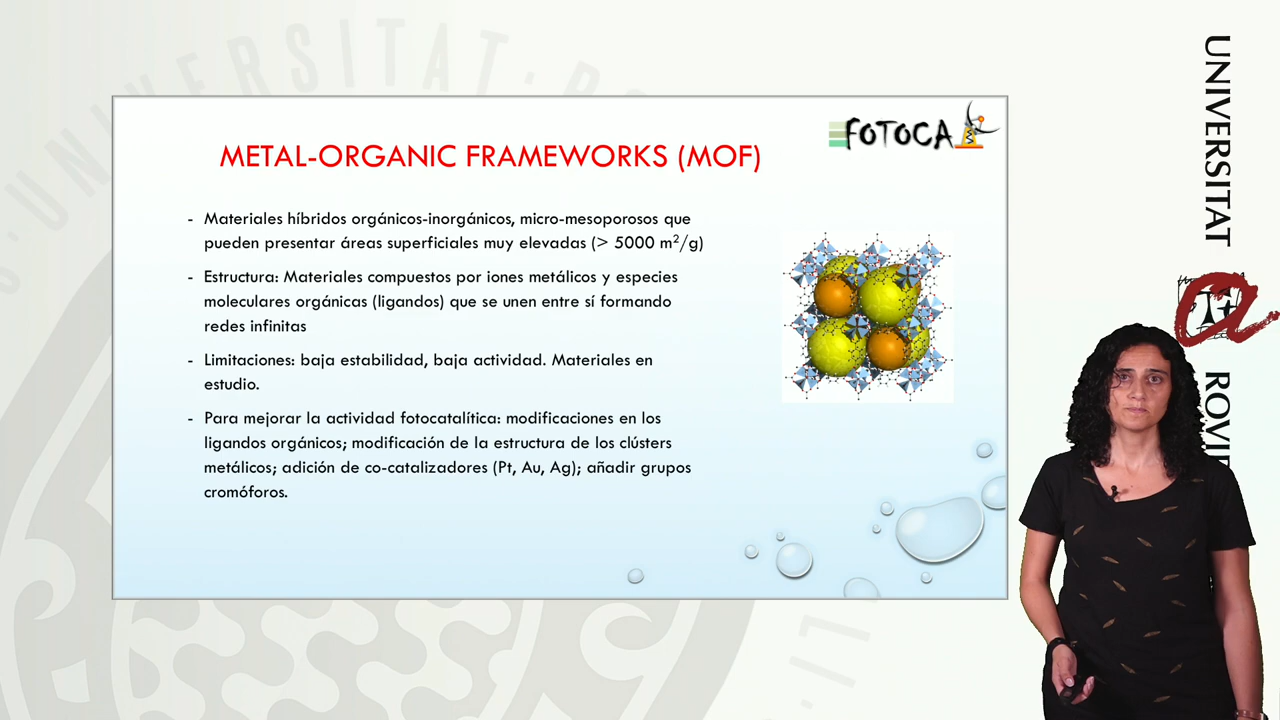 METAL-ORGANIC FRAMEWORKS (MOF)
FOTOCA
- Materiales híbridos orgánicos-inorgánicos, micro-mesoporosos que
pueden presentar áreas superficiales muy elevadas (> 5000 m²/g)
- Estructura: Materiales compuestos por iones metálicos y especies
moleculares orgánicas (ligandos) que se unen entre sí formando
redes infinitas
- Limitaciones: baja estabilidad, baja actividad. Materiales en
estudio.
- Para mejorar la actividad fotocatalítica: modificaciones en los
ligandos orgánicos; modificación de la estructura de los clústers
metálicos; adición de co-catalizadores (Pt, Au, Ag); añadir grupos
cromóforos.
UNIVERSITAT